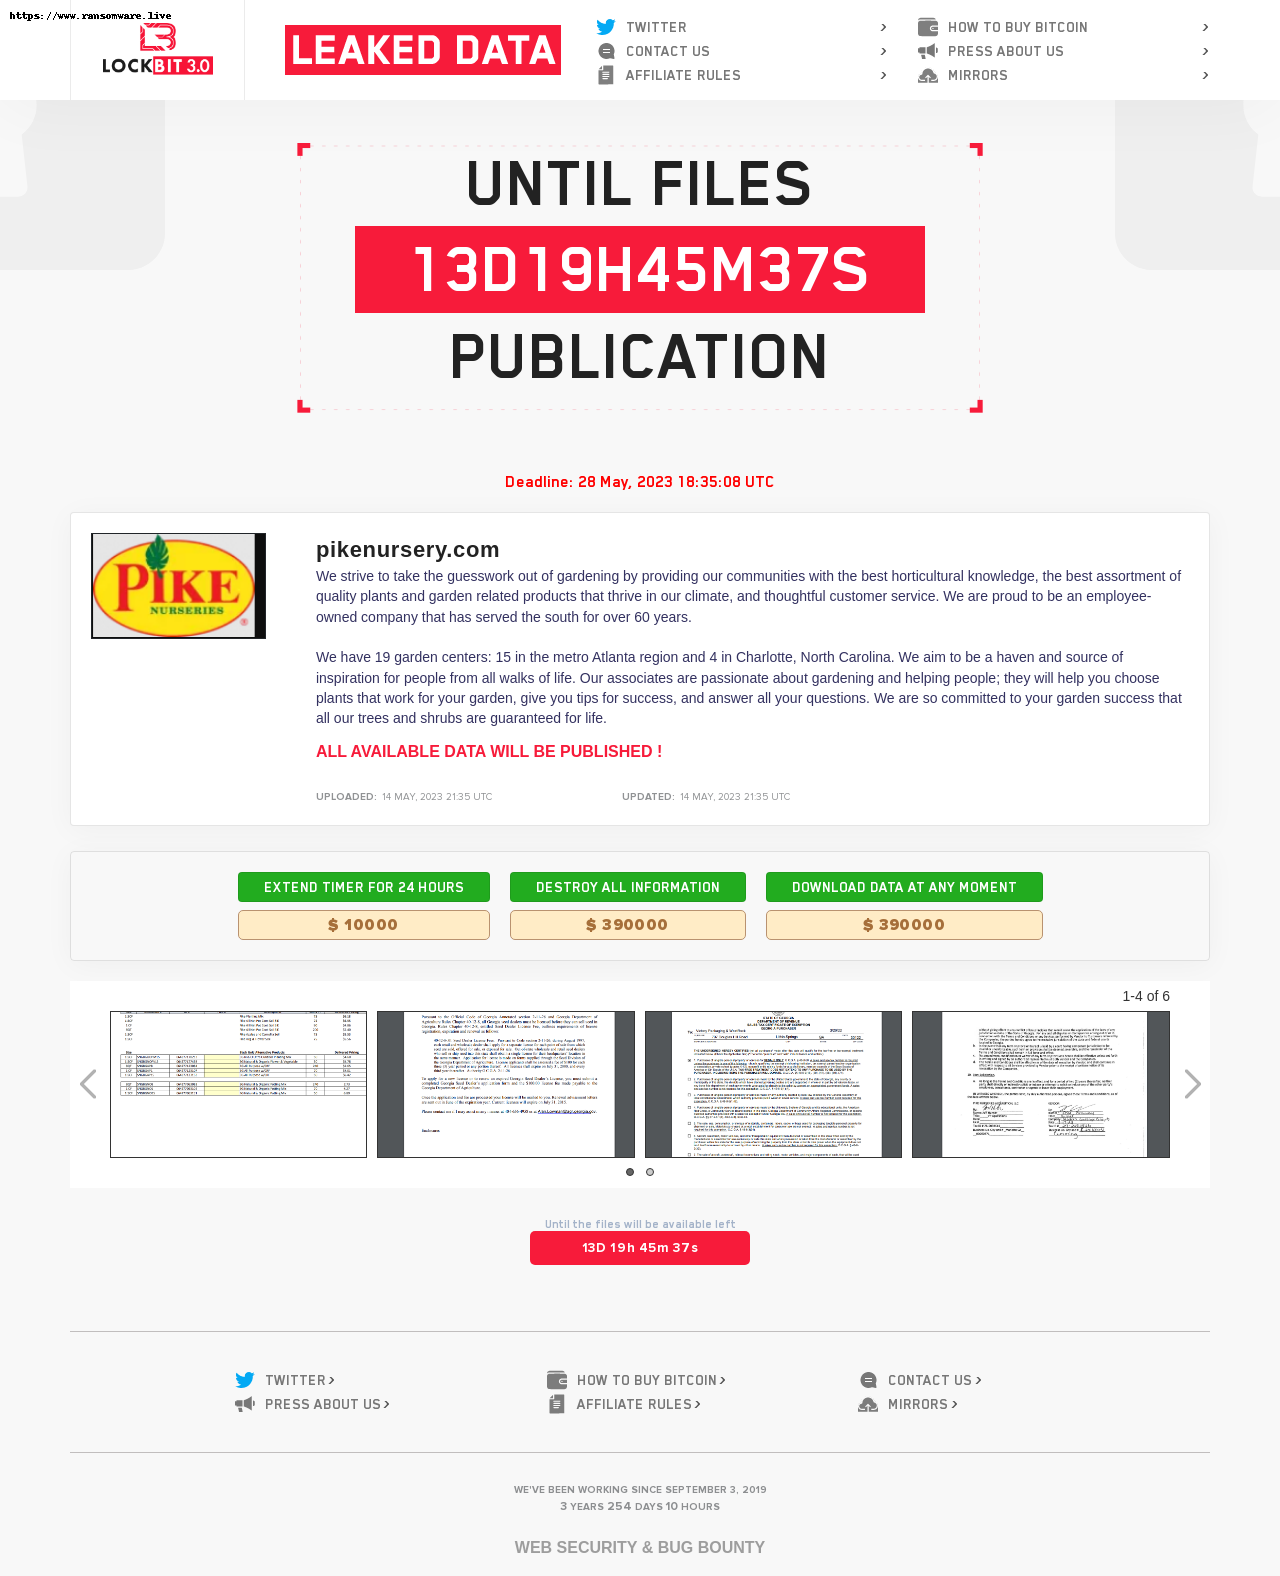 https://www.ransomware.live
LOCKBIT 3.0
LEAKED DATA
TWITTER
CONTACT US
AFFILIATE RULES
HOW TO BUY BITCOIN
PRESS ABOUT US
MIRRORS
UNTIL FILES
13D19H45M37S
PUBLICATION
Deadline: 28 May, 2023 18:35:08 UTC
PIKE
NURSERIES
pikenursery.com
We strive to take the guesswork out of gardening by providing our communities with the best horticultural knowledge, the best assortment of
quality plants and garden related products that thrive in our climate, and thoughtful customer service. We are proud to be an employee-
owned company that has served the south for over 60 years.
We have 19 garden centers: 15 in the metro Atlanta region and 4 in Charlotte, North Carolina. We aim to be a haven and source of
inspiration for people from all walks of life. Our associates are passionate about gardening and helping people; they will help you choose
plants that work for your garden, give you tips for success, and answer all your questions. We are so committed to your garden success that
all our trees and shrubs are guaranteed for life.
ALL AVAILABLE DATA WILL BE PUBLISHED !
UPLOADED: 14 MAY, 2023 21:35 UTC
UPDATED: 14 MAY, 2023 21:35 UTC
EXTEND TIMER FOR 24 HOURS
$ 10000
DESTROY ALL INFORMATION
$ 390000
DOWNLOAD DATA AT ANY MOMENT
$ 390000
1-4 of 6
Until the files will be available left
13D 19h 45m 37s
TWITTER
HOW TO BUY BITCOIN
CONTACT US
PRESS ABOUT US
AFFILIATE RULES
MIRRORS
WE'VE BEEN WORKING SINCE SEPTEMBER 3, 2019
3 YEARS 254 DAYS 10 HOURS
WEB SECURITY & BUG BOUNTY